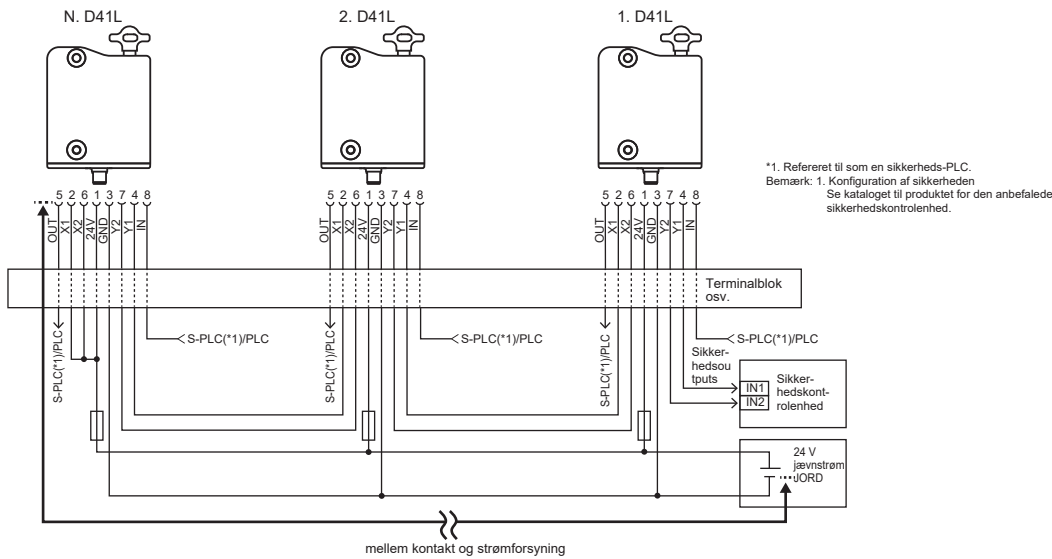 N. D41L
2. D41L
1. D41L
*1. Refereret til som en sikkerheds-PLC.
Bemærk: 1. Konfiguration af sikkerheden
Se kataloget til produktet for den anbefalede
sikkerhedskontrolenhed.
5 2 6 1 3 7 4 8
5 2 6 1 3 7 4 8
5 2 6 1 3 7 4 8
OUT X1 X2 24V GND Y2 Y1 IN
OUT X1 X2 24V GND Y2 Y1 IN
OUT X1 X2 24V GND Y2 Y1 IN
Terminalblok
osv.
S-PLC(*1)/PLC
S-PLC(*1)/PLC
S-PLC(*1)/PLC
S-PLC(*1)/PLC
S-PLC(*1)/PLC
S-PLC(*1)/PLC
Sikker-
hedsou
tputs
IN1
IN2
Sikker-
hedskont-
rolenhed
24 V
jævnstrøm
JORD
mellem kontakt og strømforsyning